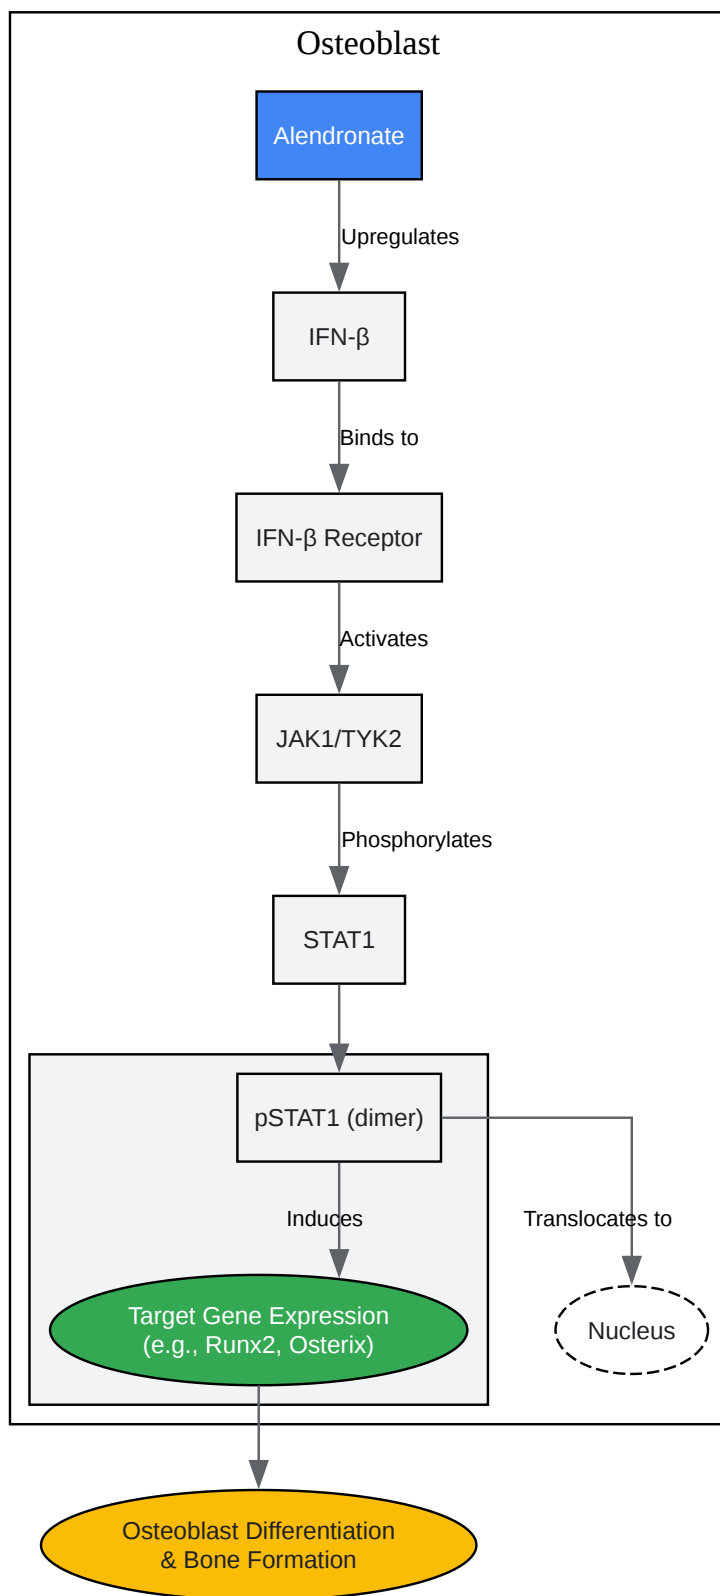 Osteoblast
Alendronate
Upregulates
IFN-β
Binds to
IFN-β Receptor
Activates
JAK1/TYK2
Phosphorylates
STAT1
pSTAT1 (dimer)
Induces
Translocates to
Target Gene Expression
(e.g., Runx2, Osterix)
Nucleus
Osteoblast Differentiation
& Bone Formation